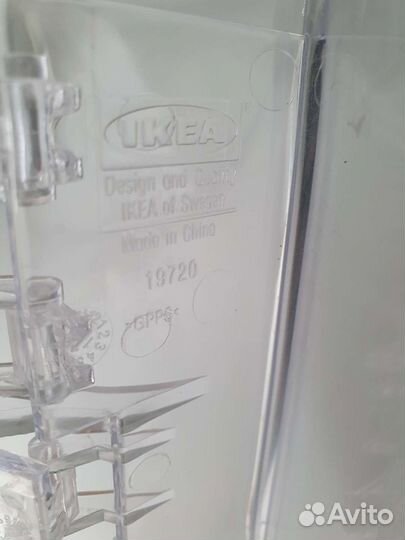 IKEA
Design and Quality
IKEA of Sweden
Made in China
19720
>GPPS<
Avito